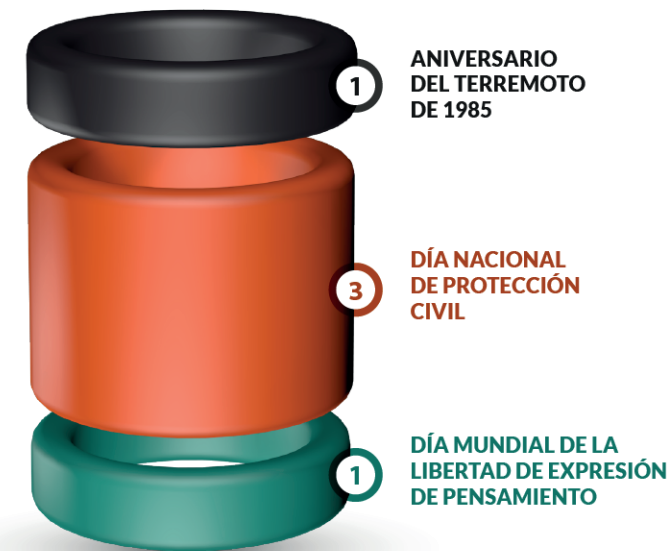 1
ANIVERSARIO
DEL TERREMOTO
DE 1985
3
DÍA NACIONAL
DE PROTECCIÓN
CIVIL
1
DÍA MUNDIAL DE LA
LIBERTAD DE EXPRESIÓN
DE PENSAMIENTO